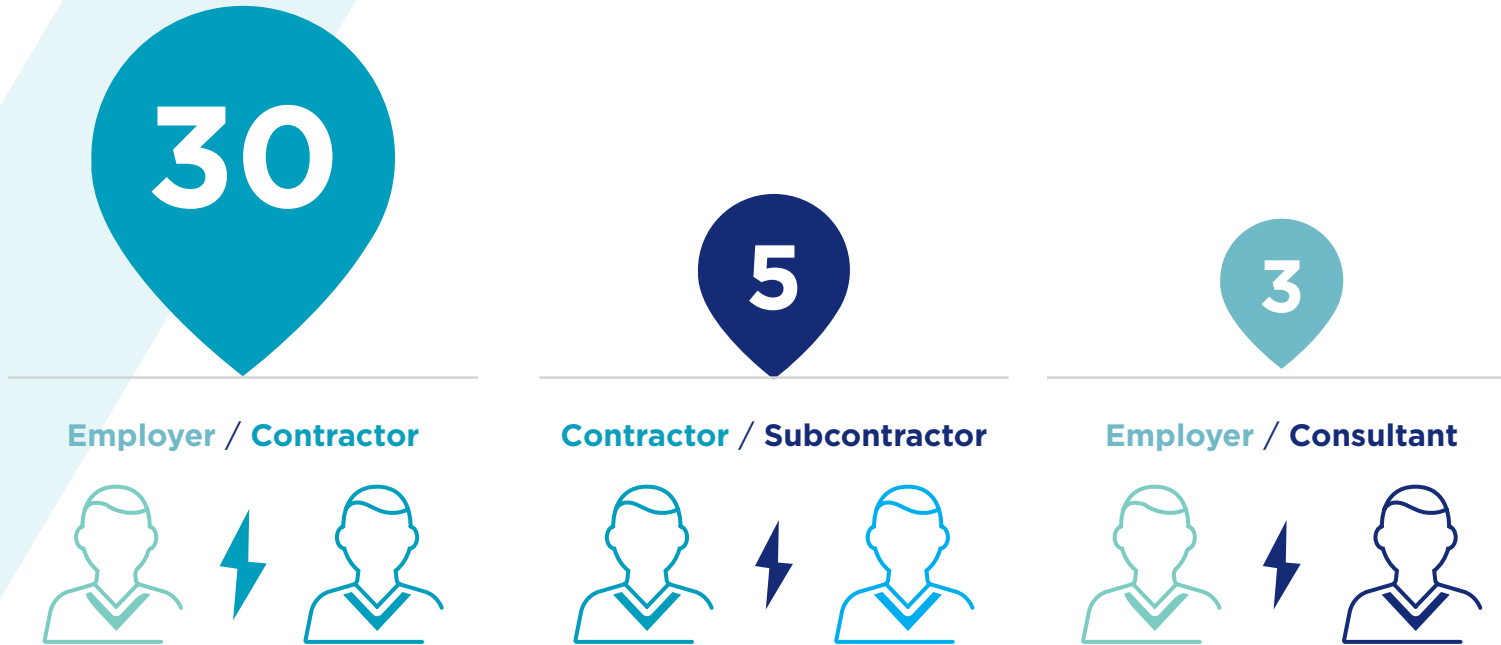 30
5
3
Employer / Contractor
Contractor / Subcontractor
Employer / Consultant